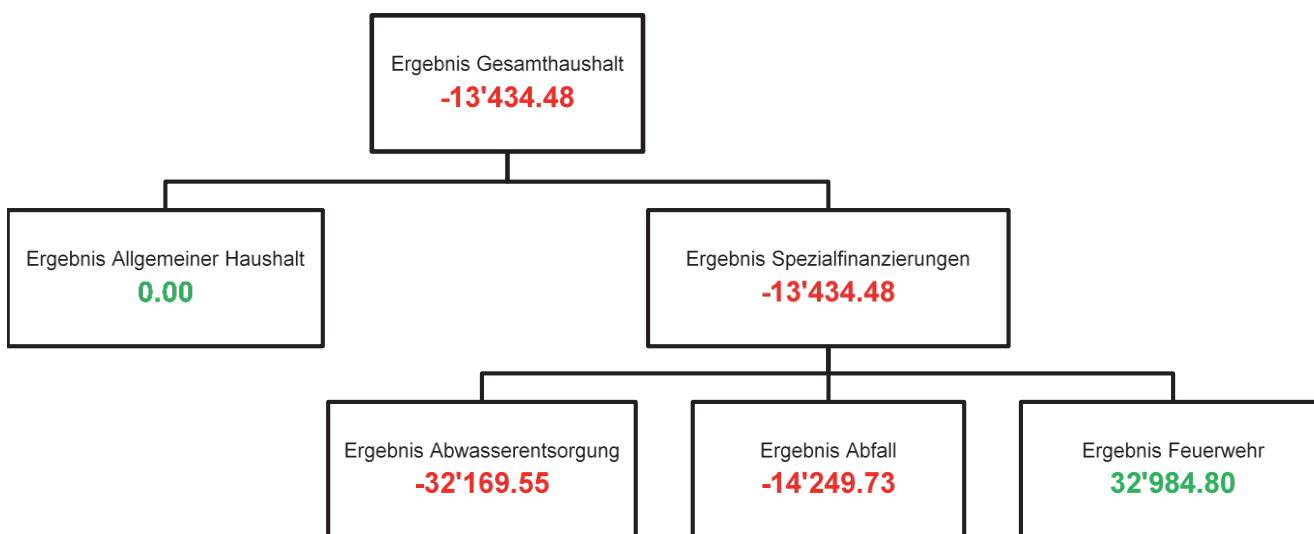 Ergebnis Gesamthaushalt
-13'434.48
Ergebnis Allgemeiner Haushalt
0.00
Ergebnis Spezialfinanzierungen
-13'434.48
Ergebnis Abwasserentsorgung
-32'169.55
Ergebnis Abfall
-14'249.73
Ergebnis Feuerwehr
32'984.80